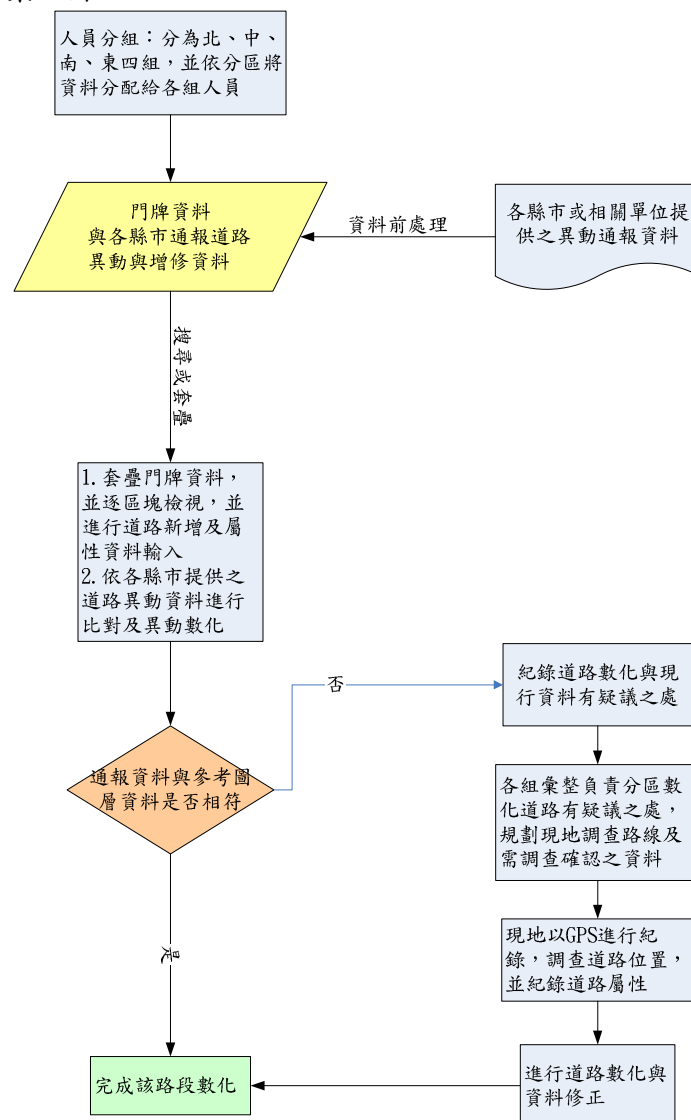 人員分組：分為北、中、
南、東四組，並依分區將
資料分配給各組人員
門牌資料
與各縣市通報道路
異動與增修資料
資料前處理
各縣市或相關單位提
供之異動通報資料
搜尋或套疊
1. 套疊門牌資料，
並逐區塊檢視，並
進行道路新增及屬
性資料輸入
2. 依各縣市提供之
道路異動資料進行
比對及異動數化
否
紀錄道路數化與現
行資料有疑議之處
通報資料與參考圖
層資料是否相符
各組彙整負責分區數
化道路有疑議之處，
規劃現地調查路線及
需調查確認之資料
現地以GPS進行紀
錄，調查道路位置，
並紀錄道路屬性
是
進行道路數化與
資料修正
完成該路段數化